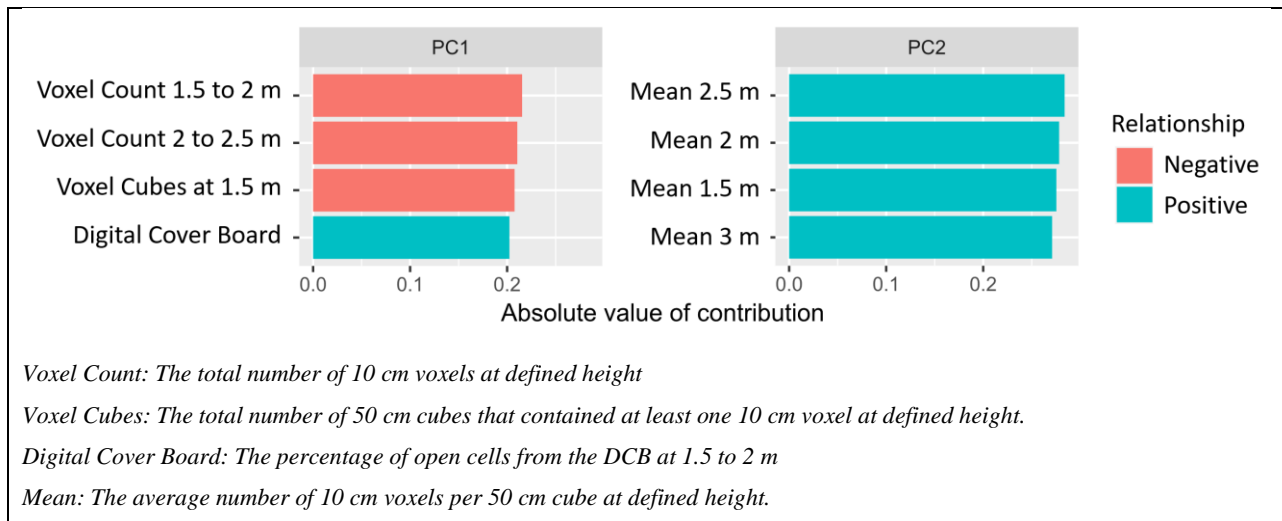 PC1
Voxel Count 1.5 to 2 m
Voxel Count 2 to 2.5 m
Voxel Cubes at 1.5 m
Digital Cover Board
0.0 0.1 0.2
PC2
Mean 2.5 m
Mean 2 m
Mean 1.5 m
Mean 3 m
0.0 0.1 0.2
Relationship
Negative
Positive
Absolute value of contribution
Voxel Count: The total number of 10 cm voxels at defined height
Voxel Cubes: The total number of 50 cm cubes that contained at least one 10 cm voxel at defined height.
Digital Cover Board: The percentage of open cells from the DCB at 1.5 to 2 m
Mean: The average number of 10 cm voxels per 50 cm cube at defined height.